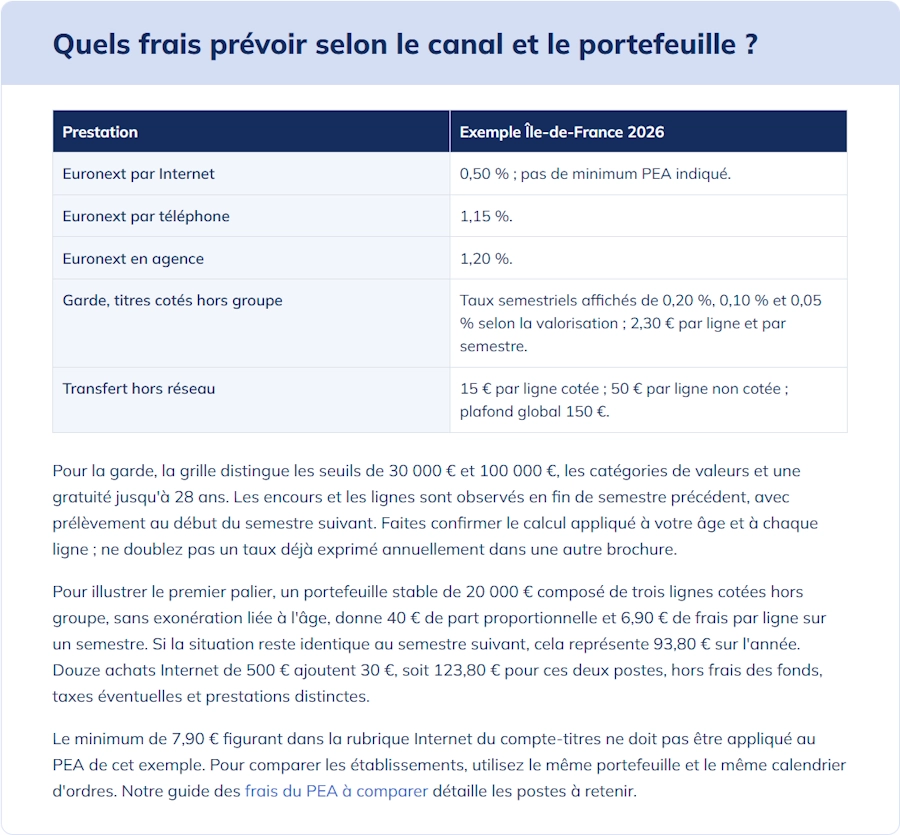 Quels frais prévoir selon le canal et le portefeuille ?
Prestation
Exemple Île-de-France 2026
Euronext par Internet
0,50 % ; pas de minimum PEA indiqué.
Euronext par téléphone
1,15 %.
Euronext en agence
1,20 %.
Garde, titres cotés hors groupe
Taux semestriels affichés de 0,20 %, 0,10 % et 0,05
% selon la valorisation ; 2,30 € par ligne et par
semestre.
Transfert hors réseau
15 € par ligne cotée ; 50 € par ligne non cotée ;
plafond global 150 €.
Pour la garde, la grille distingue les seuils de 30 000 € et 100 000 €, les catégories de valeurs et une
gratuité jusqu'à 28 ans. Les encours et les lignes sont observés en fin de semestre précédent, avec
prélèvement au début du semestre suivant. Faites confirmer le calcul appliqué à votre âge et à chaque
ligne ; ne doublez pas un taux déjà exprimé annuellement dans une autre brochure.
Pour illustrer le premier palier, un portefeuille stable de 20 000 € composé de trois lignes cotées hors
groupe, sans exonération liée à l'âge, donne 40 € de part proportionnelle et 6,90 € de frais par ligne sur
un semestre. Si la situation reste identique au semestre suivant, cela représente 93,80 € sur l'année.
Douze achats Internet de 500 € ajoutent 30 €, soit 123,80 € pour ces deux postes, hors frais des fonds,
taxes éventuelles et prestations distinctes.
Le minimum de 7,90 € figurant dans la rubrique Internet du compte-titres ne doit pas être appliqué au
PEA de cet exemple. Pour comparer les établissements, utilisez le même portefeuille et le même calendrier
d'ordres. Notre guide des frais du PEA à comparer détaille les postes à retenir.